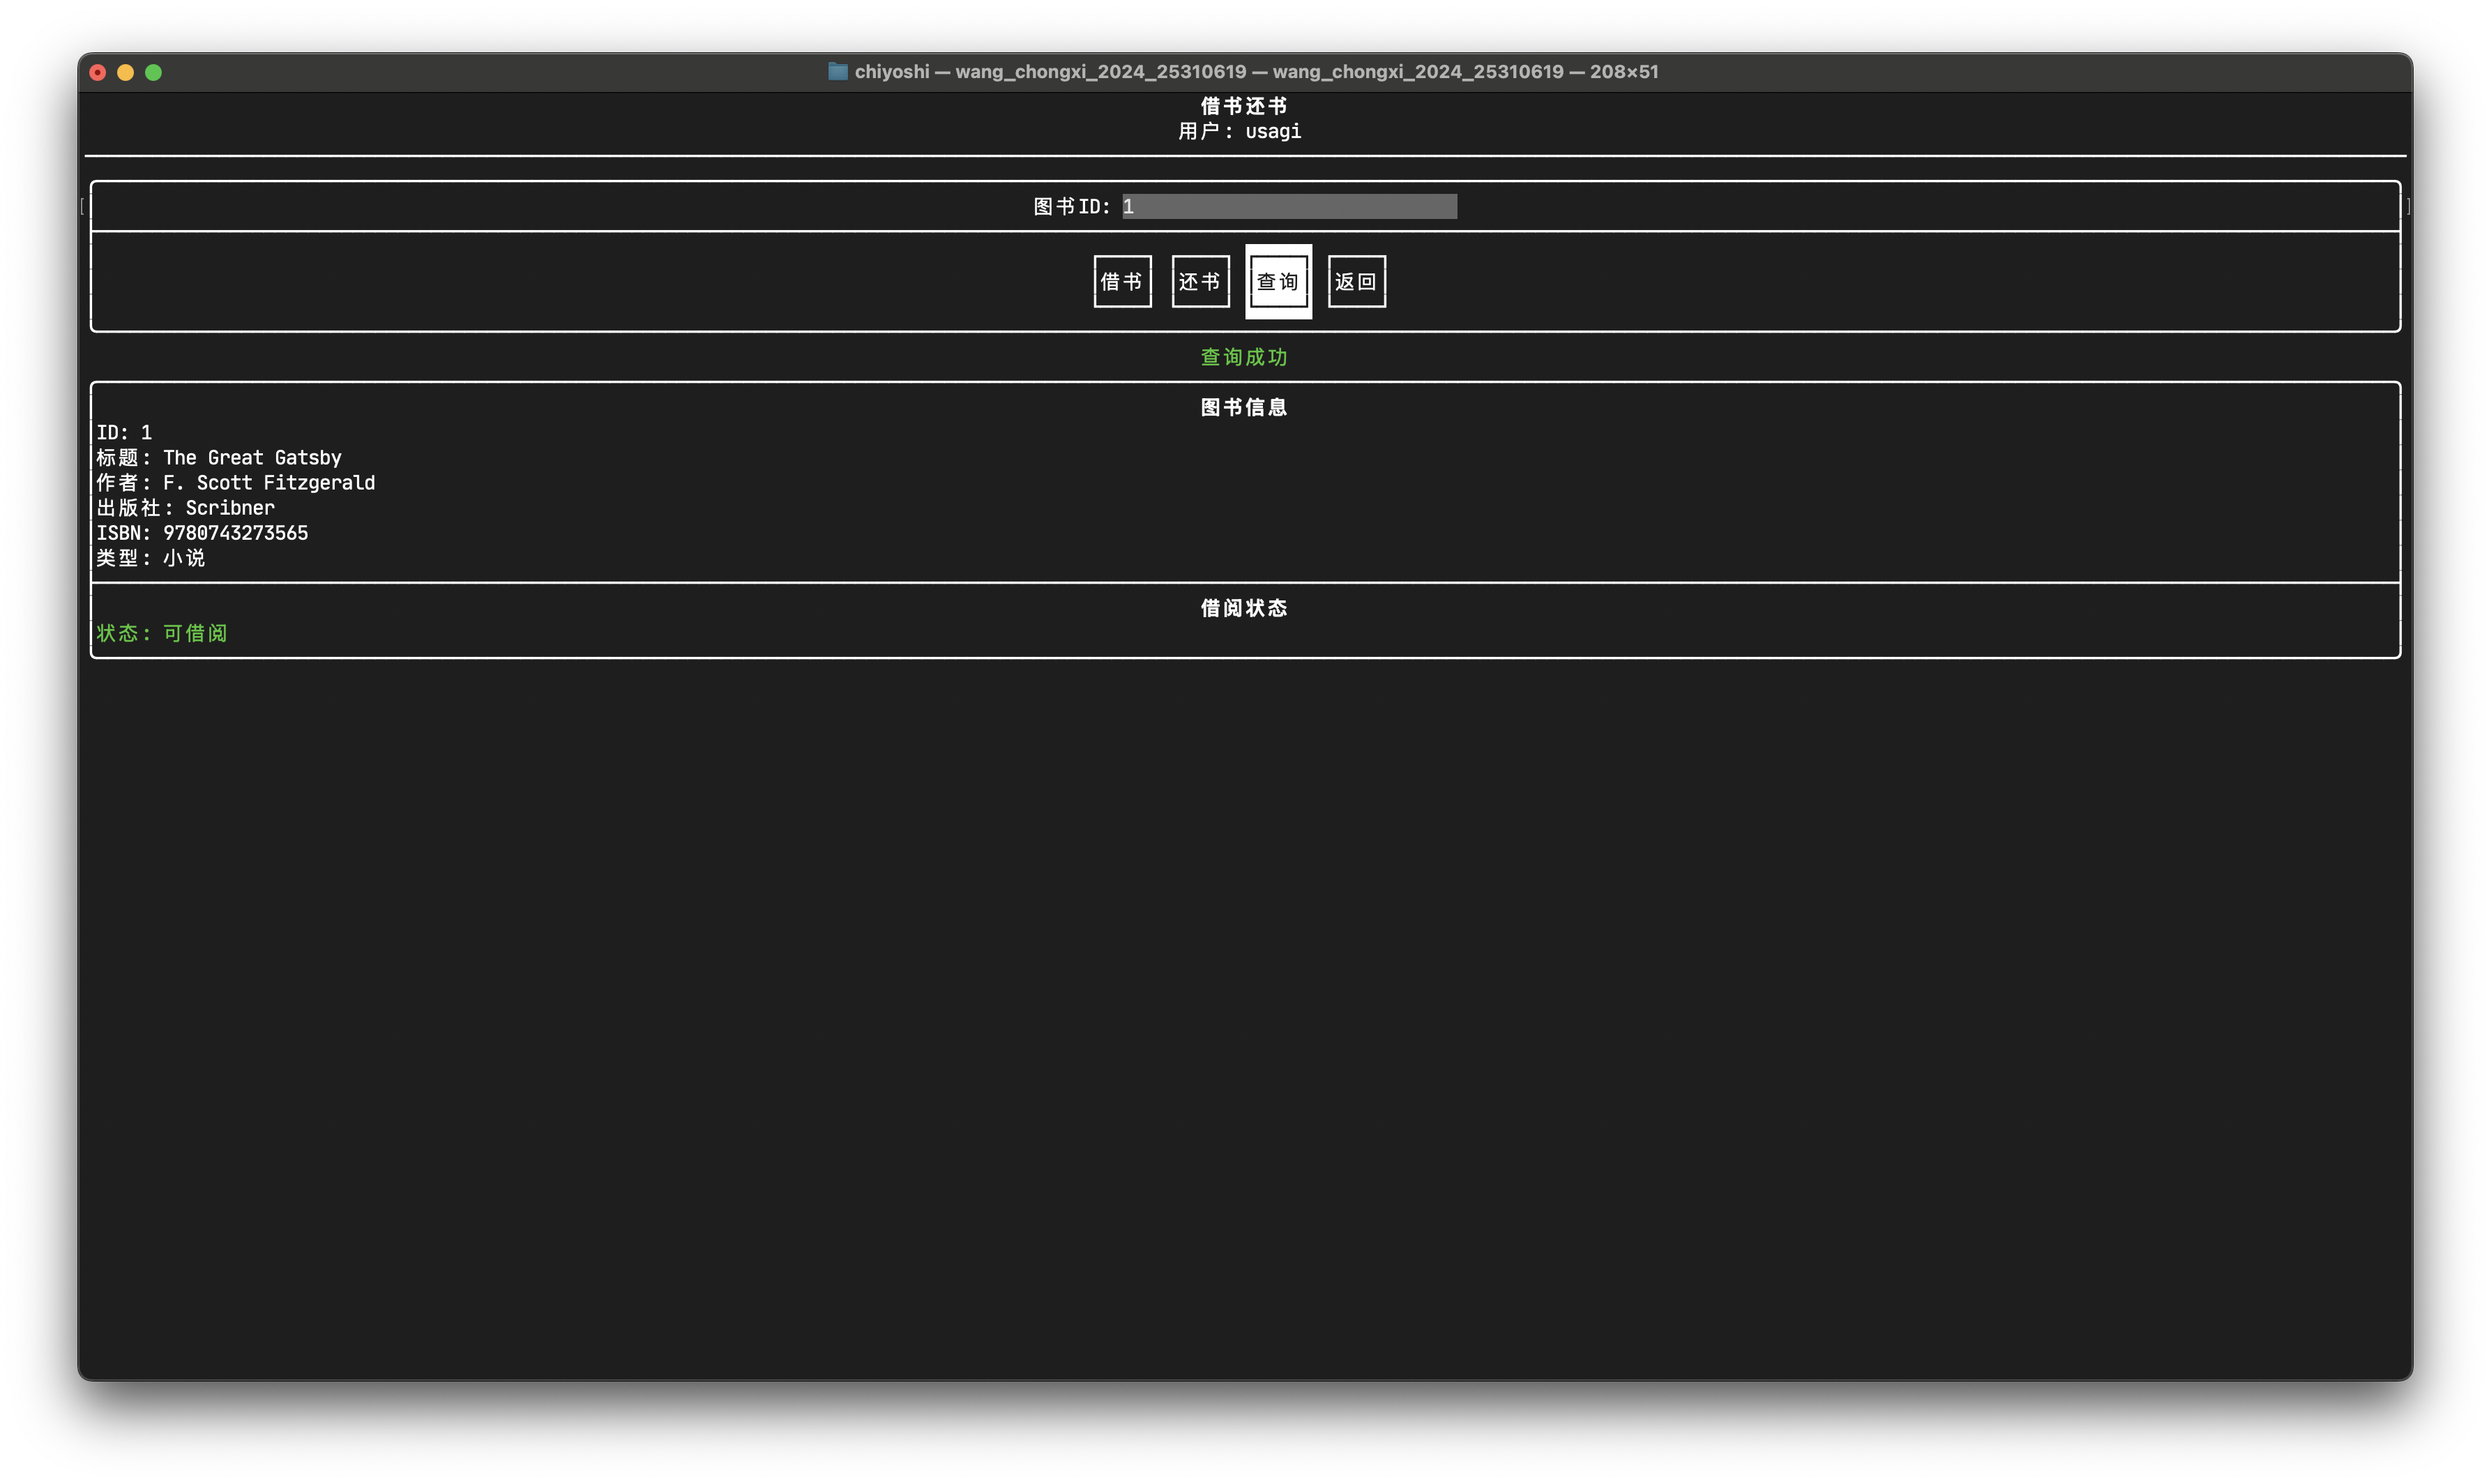 chiyoshi — wang_chongxi_2024_25310619 — wang_chongxi_2024_25310619 — 208×51
借书还书
用户: usagi
图书ID: 1
借书 还书 查询 返回
查询成功
图书信息
ID: 1
标题: The Great Gatsby
作者: F. Scott Fitzgerald
出版社: Scribner
ISBN: 9780743273565
类型: 小说
借阅状态
状态: 可借阅